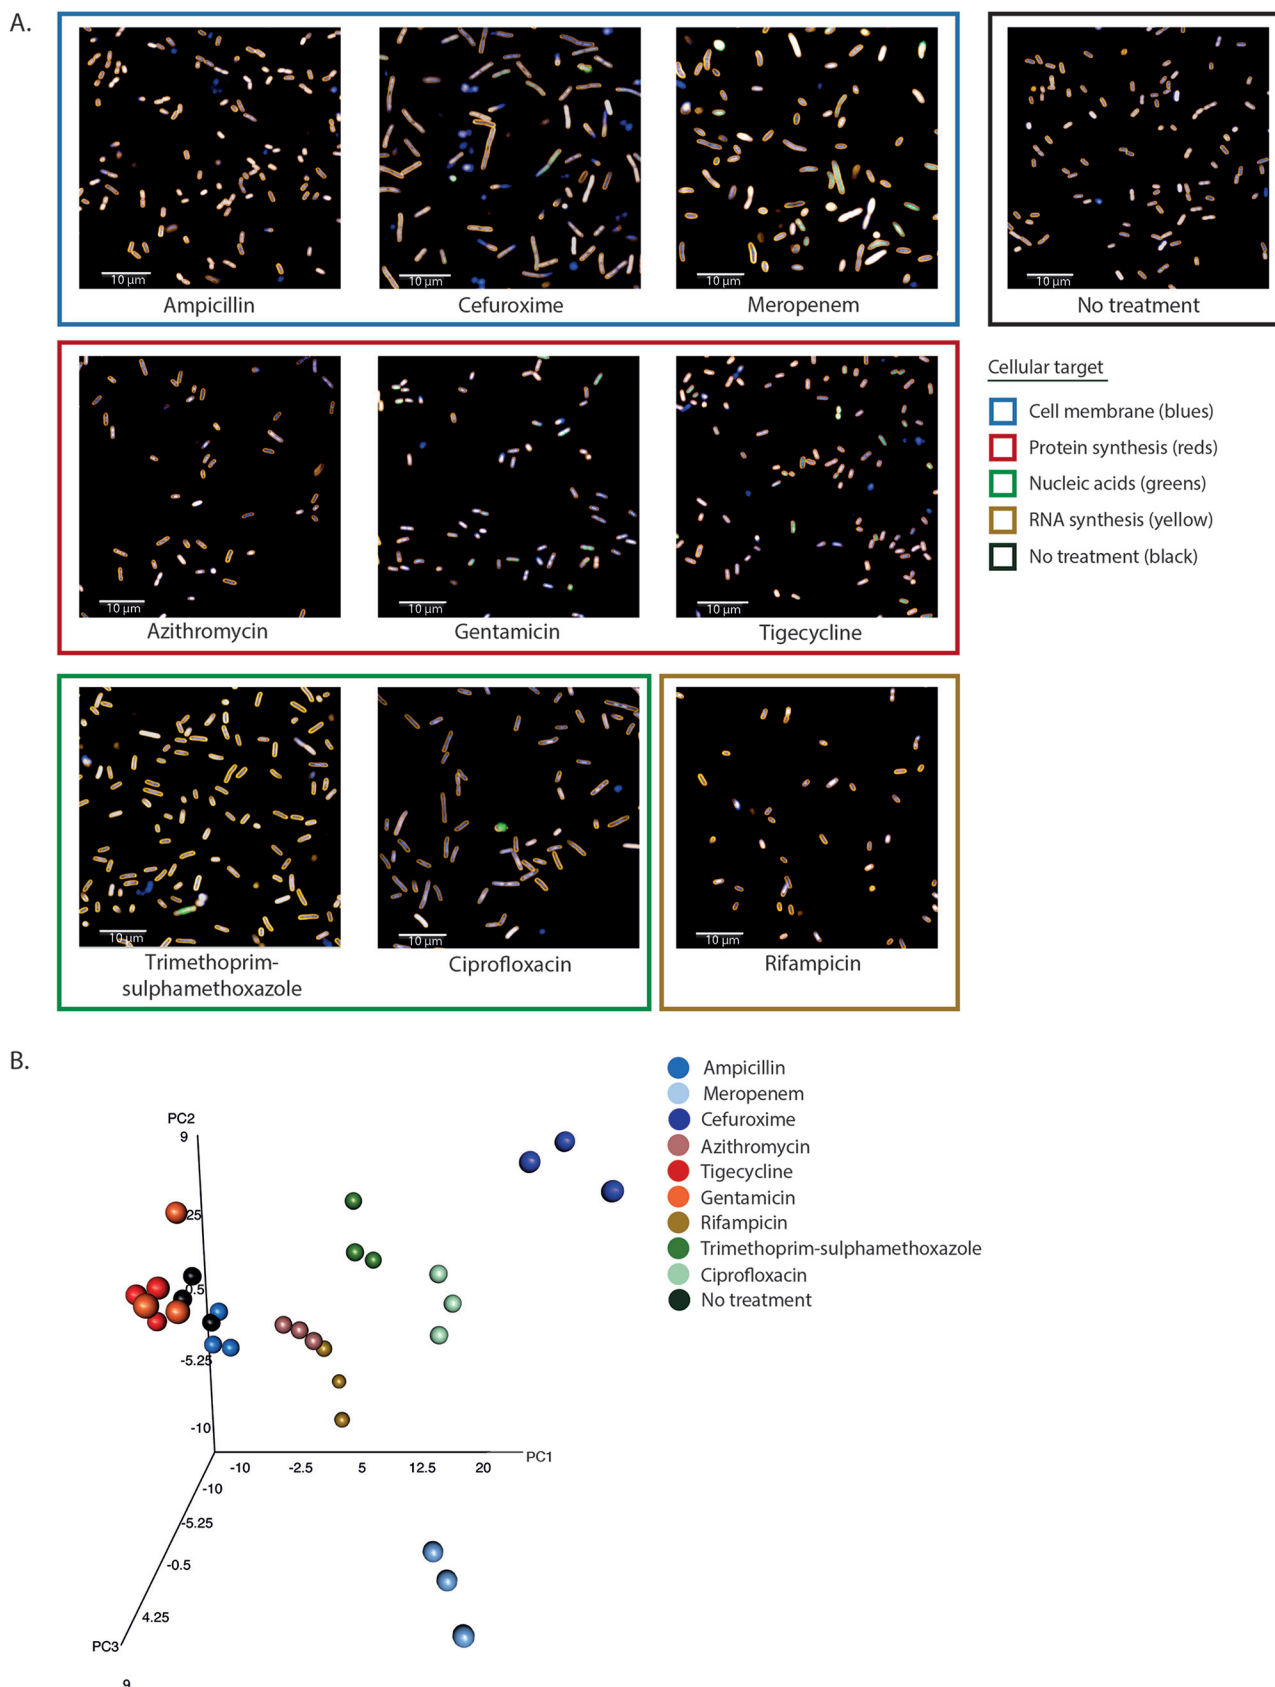 A.
10 µm
10 µm
10 µm
10 µm
Ampicillin
Cefuroxime
Meropenem
No treatment
Cellular target
Cell membrane (blues)
Protein synthesis (reds)
Nucleic acids (greens)
RNA synthesis (yellow)
No treatment (black)
10 µm
10 µm
10 µm
Azithromycin
Gentamicin
Tigecycline
10 µm
10 µm
10 µm
Trimethoprim-
sulphamethoxazole
Ciprofloxacin
Rifampicin
B.
Ampicillin
Meropenem
Cefuroxime
Azithromycin
Tigecycline
Gentamicin
Rifampicin
Trimethoprim-sulphamethoxazole
Ciprofloxacin
No treatment
PC2
9
25
0.5
-5.25
-10
PC1
-10
-2.5
5
12.5
20
-10
-5.25
-0.5
4.25
PC3
9